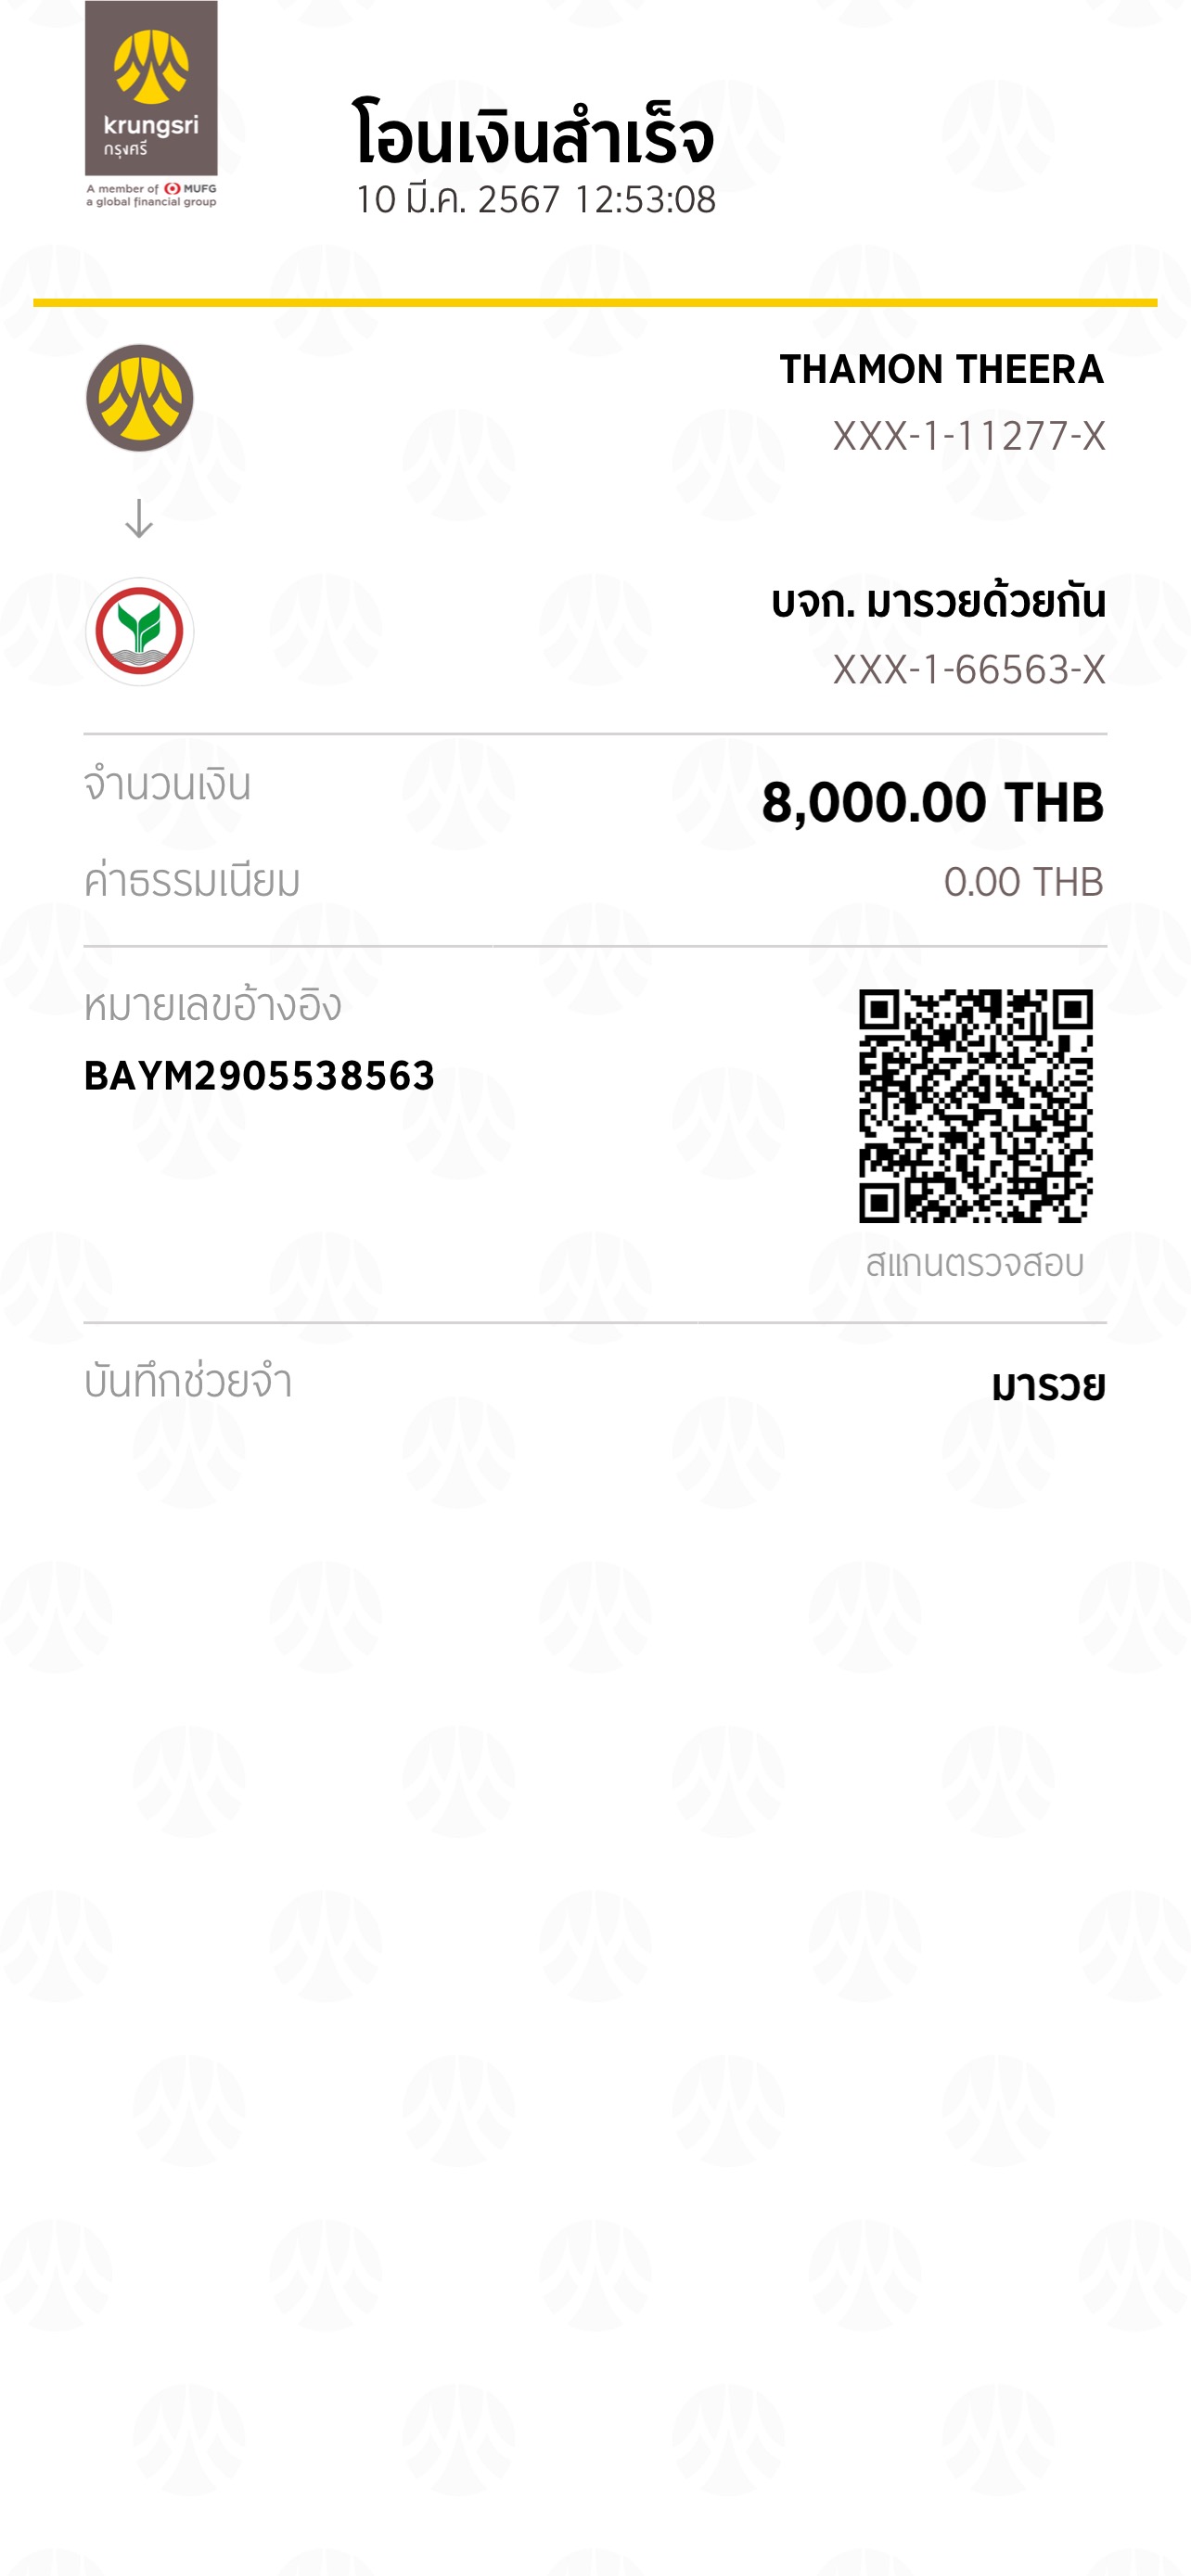 krungsri
กรุงศรี
A member of MUFG
a global financial group
โอนเงินสำเร็จ
10 มี.ค. 2567 12:53:08
THAMON THEERA
XXX-1-11277-X
บจก. มารวยด้วยกัน
XXX-1-66563-X
จำนวนเงิน 8,000.00 THB
ค่าธรรมเนียม 0.00 THB
หมายเลขอ้างอิง
BAYM2905538563
สแกนตรวจสอบ
บันทึกช่วยจำ มารวย